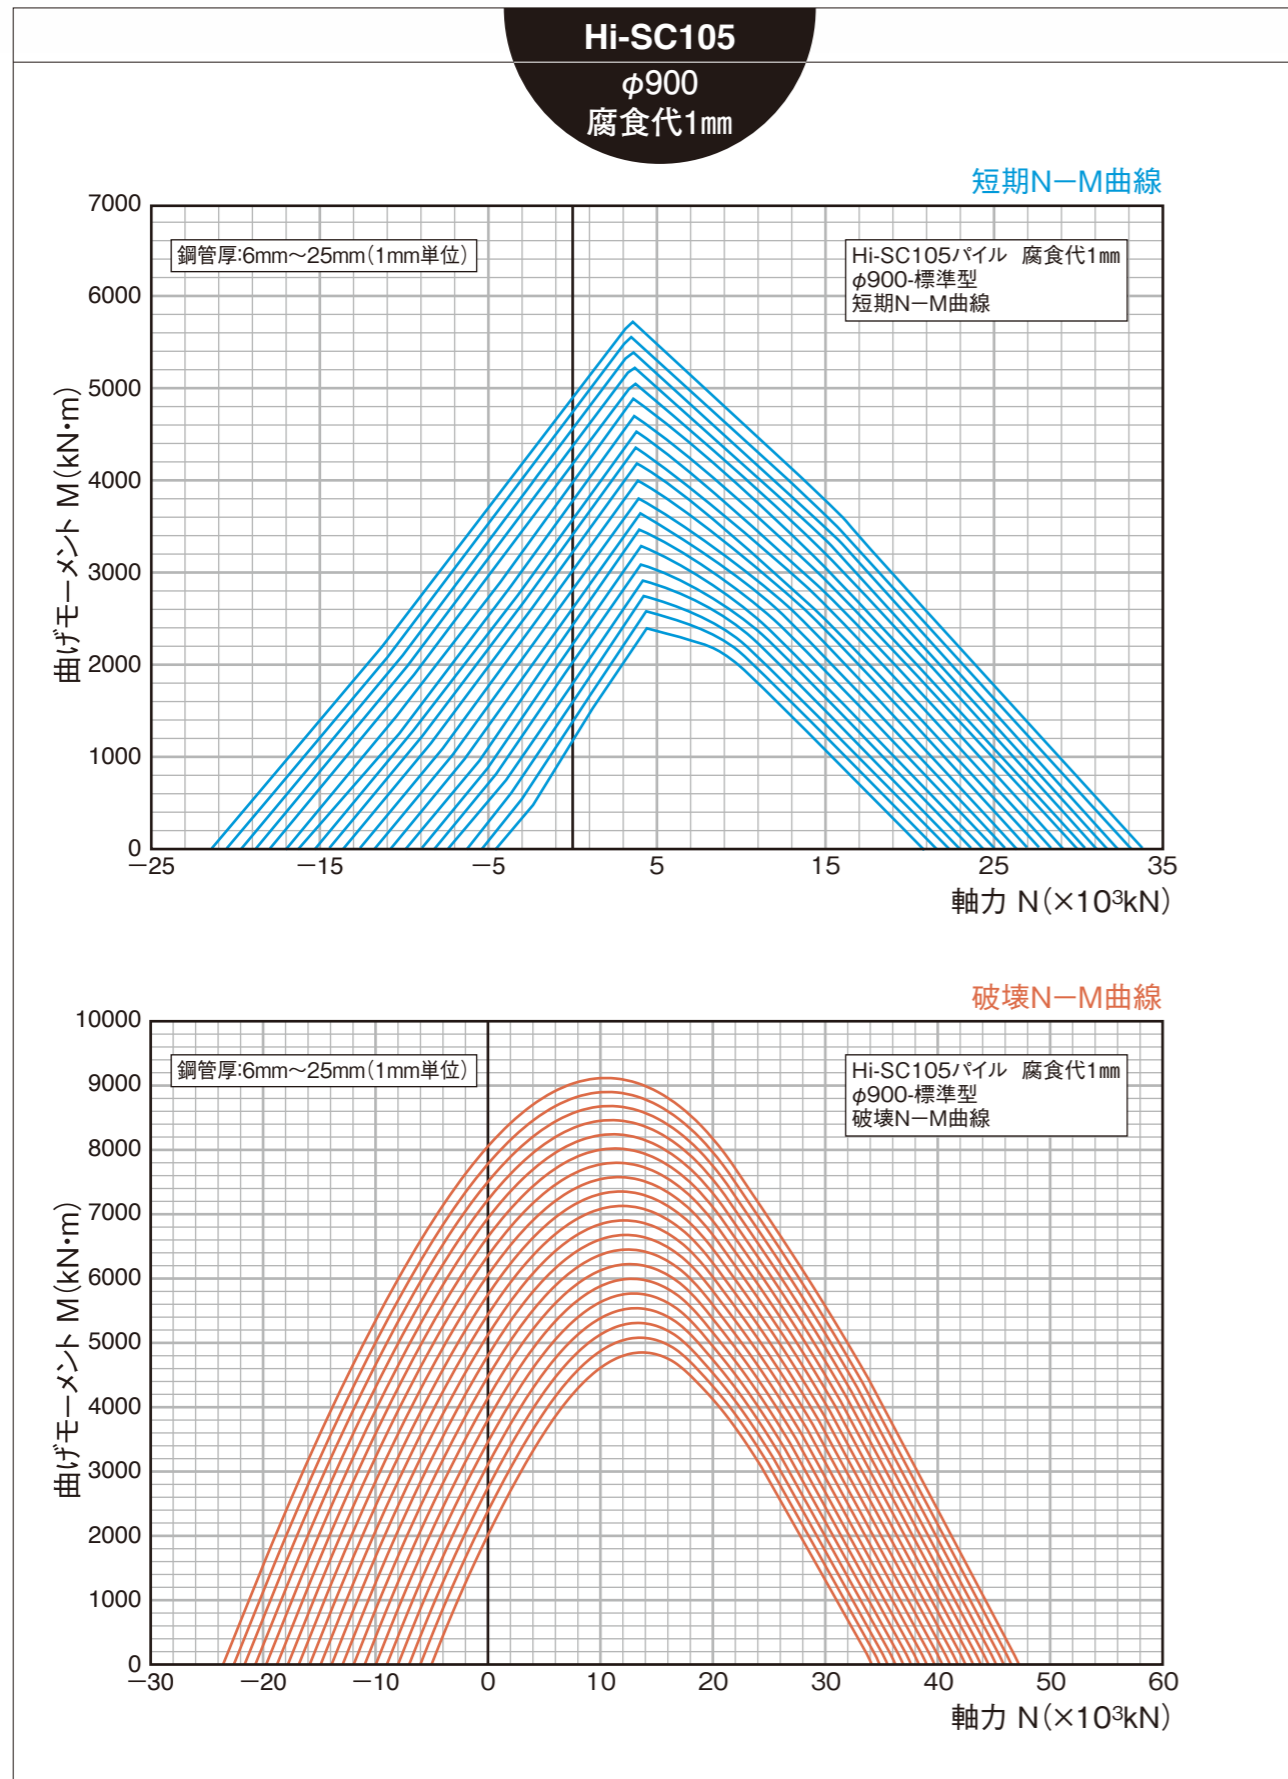 Hi-SC105
φ900
腐食代1㎜
短期N−M曲線
7000
6000
5000
4000
3000
2000
1000
0
曲げモーメント M(kN・m)
鋼管厚:6mm〜25mm(1mm単位)
Hi-SC105パイル 腐食代1㎜
φ900-標準型
短期N−M曲線
−25
−15
−5
5
15
25
35
軸力 N(×10³kN)
破壊N−M曲線
10000
9000
8000
7000
6000
5000
4000
3000
2000
1000
0
曲げモーメント M(kN・m)
鋼管厚:6mm〜25mm(1mm単位)
Hi-SC105パイル 腐食代1㎜
φ900-標準型
破壊N−M曲線
−30
−20
−10
0
10
20
30
40
50
60
軸力 N(×10³kN)